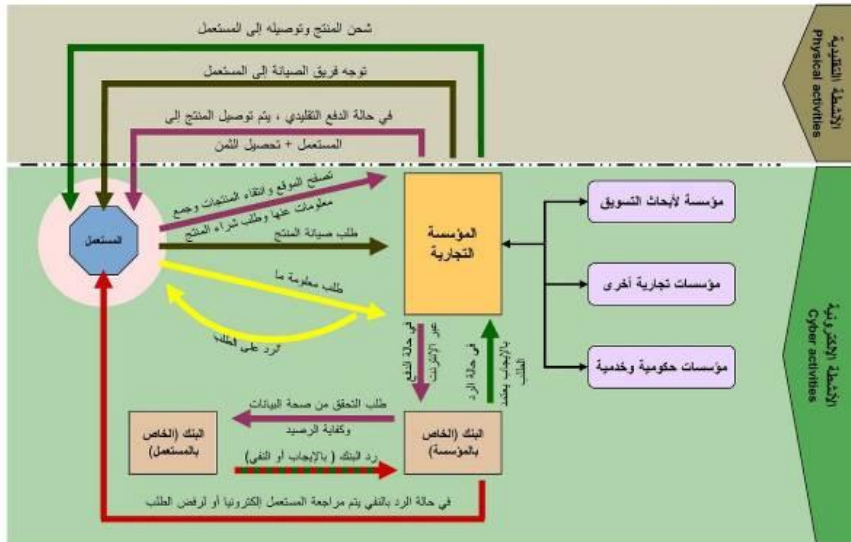 شحن المنتج وتوصيله إلى المستعمل
توجه فريق الصيانة إلى المستعمل
في حالة الدفع التقليدي ، يتم توصيل المنتج إلى
المستعمل + تحصيل الثمن
الأنشطة التقليدية
Physical activities
تصفح الموقع وانتقاء المنتجات وجمع
معلومات عنها وطلب شراء المنتج
المستعمل
طلب صيانة المنتج
طلب معلومة ما
الرد على الطلب
المؤسسة
التجارية
مؤسسة لأبحاث التسويق
مؤسسات تجارية أخرى
مؤسسات حكومية وخدمية
الأنشطة الإلكترونية
Cyber activities
في حالة الدفع
عبر الإنترنت
في حالة الرد
بالإيجاب يعتمد
الطلب
طلب التحقق من صحة البيانات
وكفاية الرصيد
البنك (الخاص
بالمؤسسة)
البنك (الخاص
بالمستعمل)
رد البنك ( بالإيجاب أو النفي)
في حالة الرد بالنفي يتم مراجعة المستعمل إلكترونيا أو لرفض الطلب